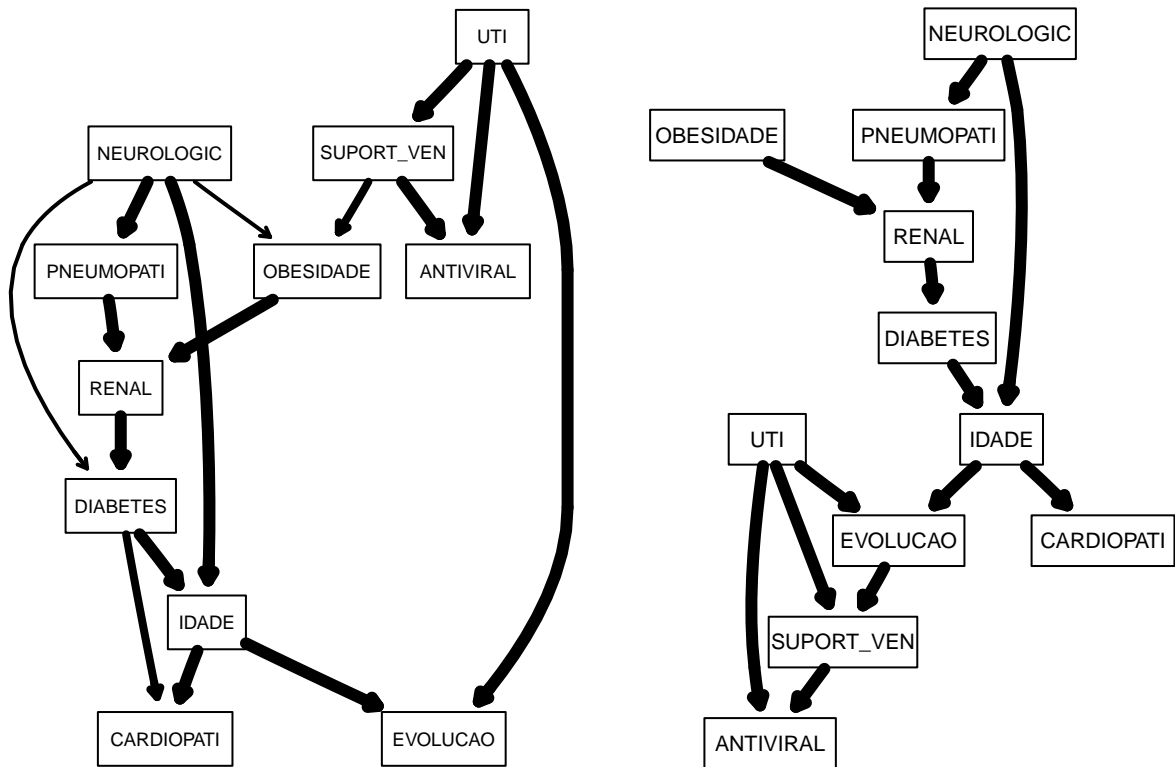 UTI
NEUROLOGIC
SUPORT_VEN
PNEUMOPATI
OBESIDADE
ANTIVIRAL
RENAL
DIABETES
IDADE
CARDIOPATI
EVOLUCAO
NEUROLOGIC
OBESIDADE
PNEUMOPATI
RENAL
DIABETES
UTI
IDADE
EVOLUCAO
CARDIOPATI
SUPORT_VEN
ANTIVIRAL